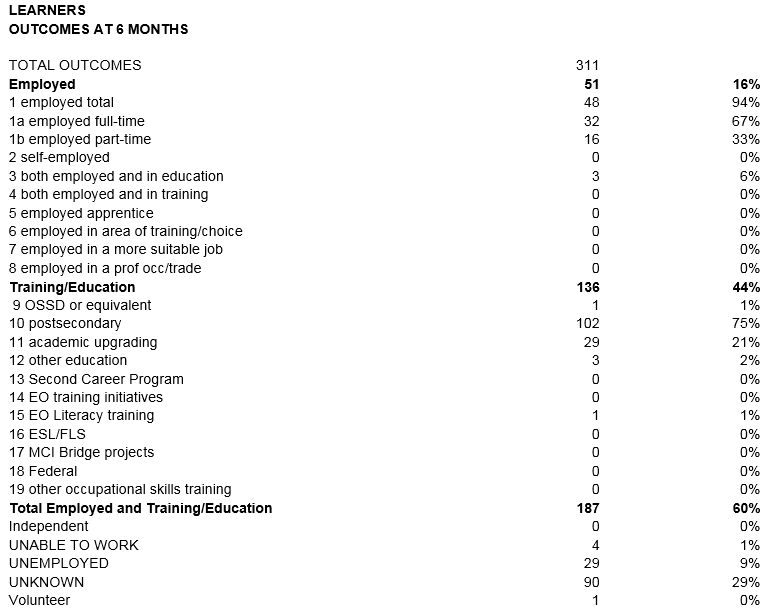 LEARNERS
OUTCOMES AT 6 MONTHS
TOTAL OUTCOMES 311
Employed 51 16%
1 employed total 48 94%
1a employed full-time 32 67%
1b employed part-time 16 33%
2 self-employed 0 0%
3 both employed and in education 3 6%
4 both employed and in training 0 0%
5 employed apprentice 0 0%
6 employed in area of training/choice 0 0%
7 employed in a more suitable job 0 0%
8 employed in a prof occ/trade 0 0%
Training/Education 136 44%
9 OSSD or equivalent 1 1%
10 postsecondary 102 75%
11 academic upgrading 29 21%
12 other education 3 2%
13 Second Career Program 0 0%
14 EO training initiatives 0 0%
15 EO Literacy training 1 1%
16 ESL/FLS 0 0%
17 MCI Bridge projects 0 0%
18 Federal 0 0%
19 other occupational skills training 0 0%
Total Employed and Training/Education 187 60%
Independent 0 0%
UNABLE TO WORK 4 1%
UNEMPLOYED 29 9%
UNKNOWN 90 29%
Volunteer 1 0%